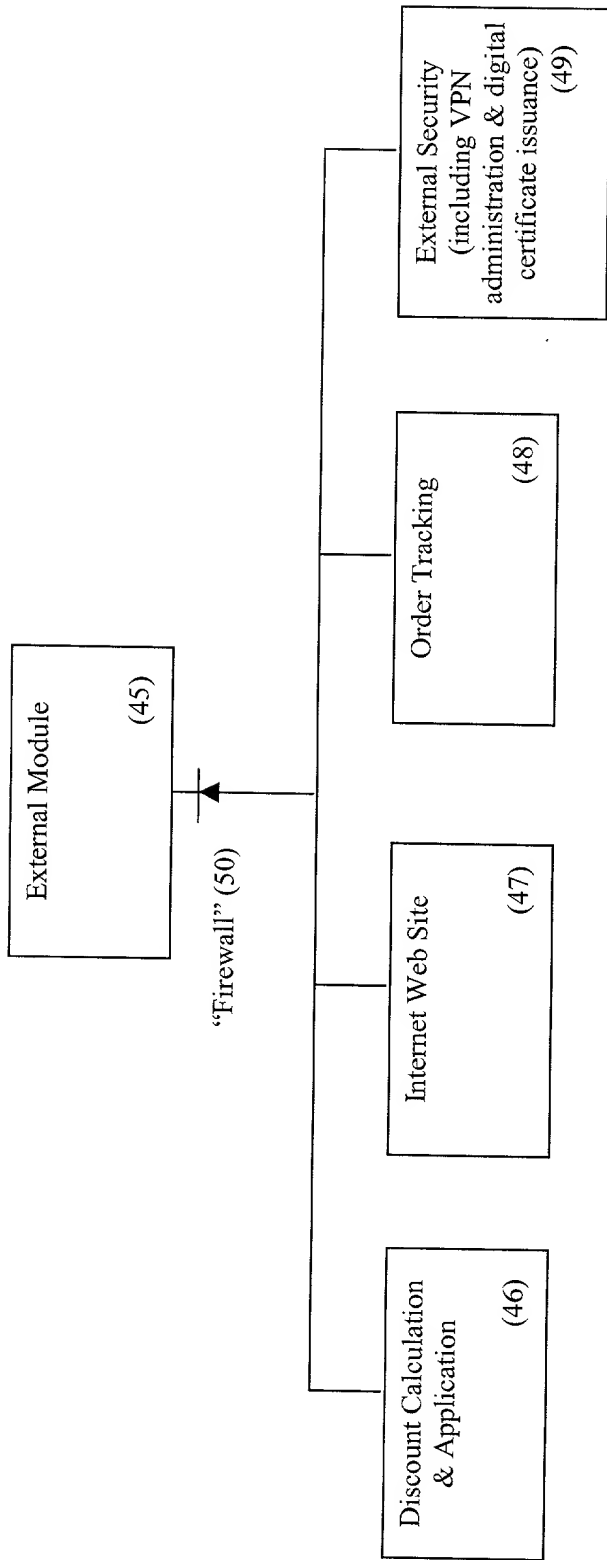 External Module
(45)
“Firewall” (50)
Discount Calculation
& Application
(46)
Internet Web Site
(47)
Order Tracking
(48)
External Security
(including VPN
administration & digital
certificate issuance)
(49)